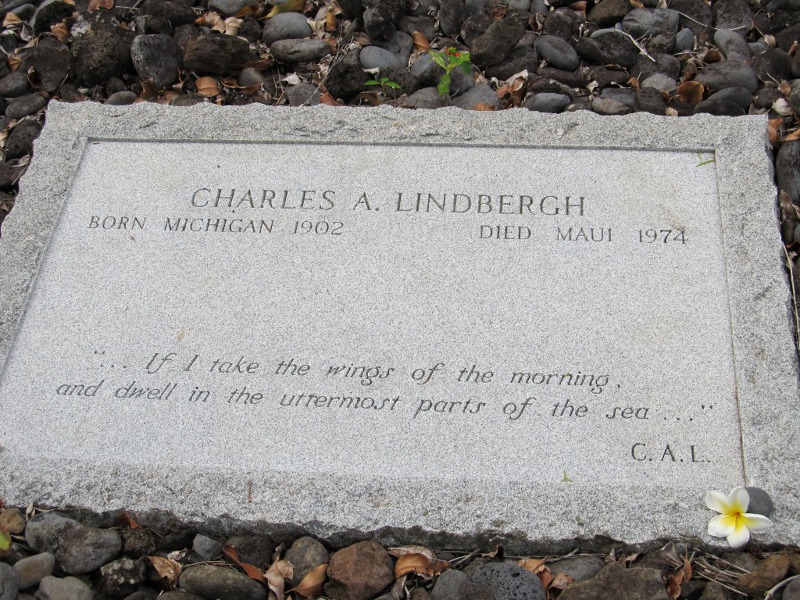 CHARLES A. LINDBERGH
BORN MICHIGAN 1902 DIED MAUI 1974
"... If I take the wings of the morning,
and dwell in the uttermost parts of the sea ..."
C. A. L.